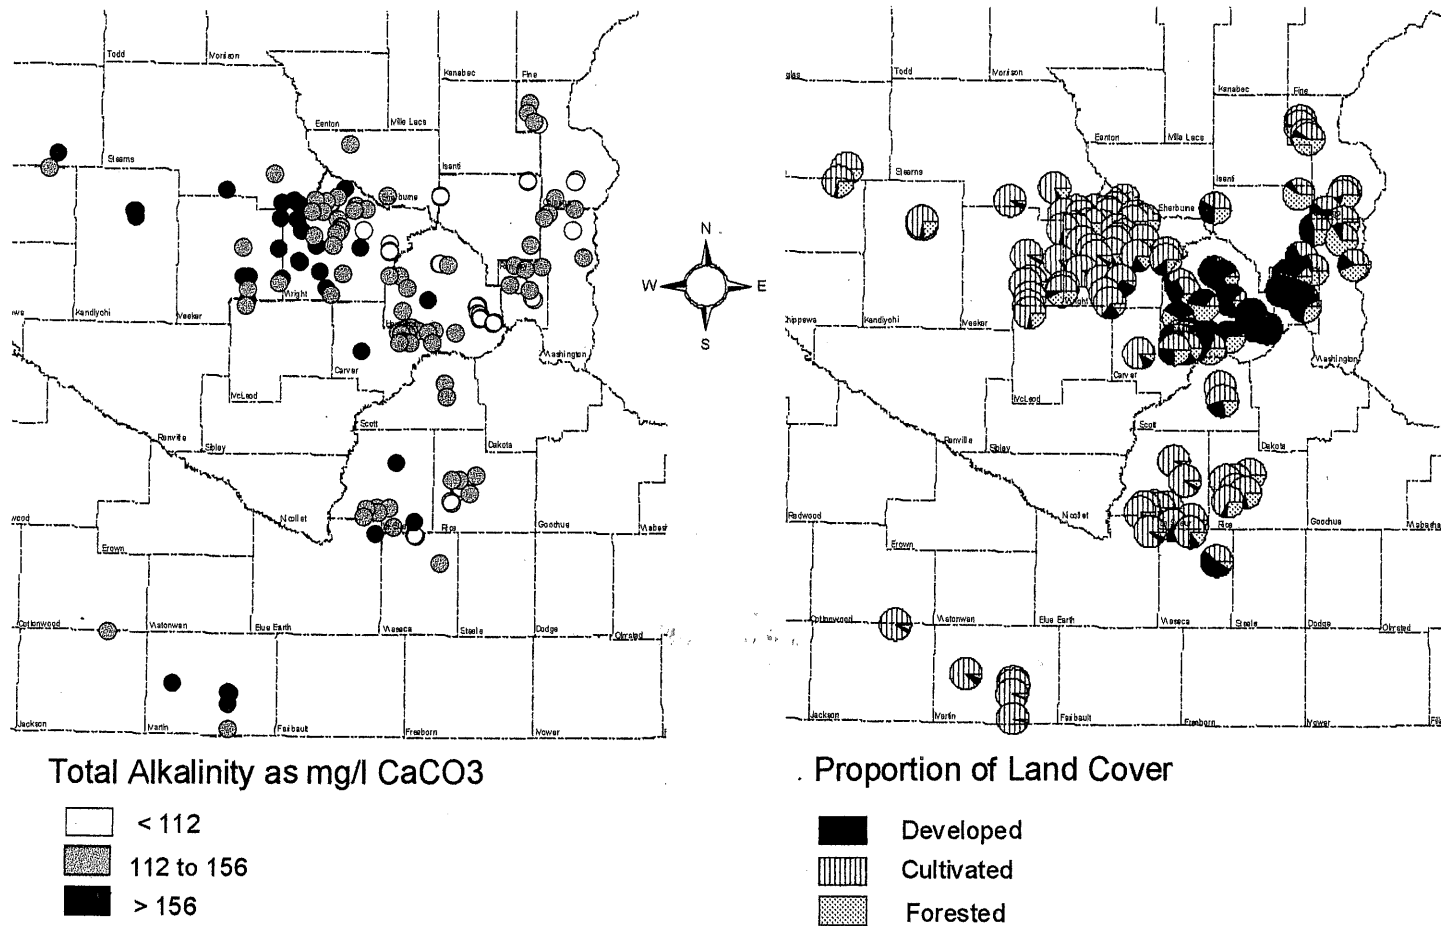 Todd
Morrison
Kanabec
Pine
Benton
Mille Lacs
Stearns
Isanti
Sherburne
Wright
Kandiyohi
Meeker
Washington
Carver
McLeod
Scott
Renville
Sibley
Dakota
Nicollet
Rice
Goodhue
Wabash
wood
Brown
Cottonwood
Watonwan
Blue Earth
Waseca
Steele
Dodge
Olmsted
Jackson
Martin
Faribault
Freeborn
Mower
N
W E
S
Todd
Morrison
Kanabec
Pine
Benton
Mille Lacs
Stearns
Isanti
Sherburne
Wright
Chippewa
Kandiyohi
Meeker
Washington
Carver
McLeod
Scott
Renville
Sibley
Dakota
Redwood
Nicollet
Rice
Goodhue
Wabasha
Brown
Cottonwood
Watonwan
Blue Earth
Waseca
Steele
Dodge
Olmsted
Jackson
Martin
Faribault
Freeborn
Mower
Total Alkalinity as mg/l CaCO3
< 112
112 to 156
> 156
Proportion of Land Cover
Developed
Cultivated
Forested